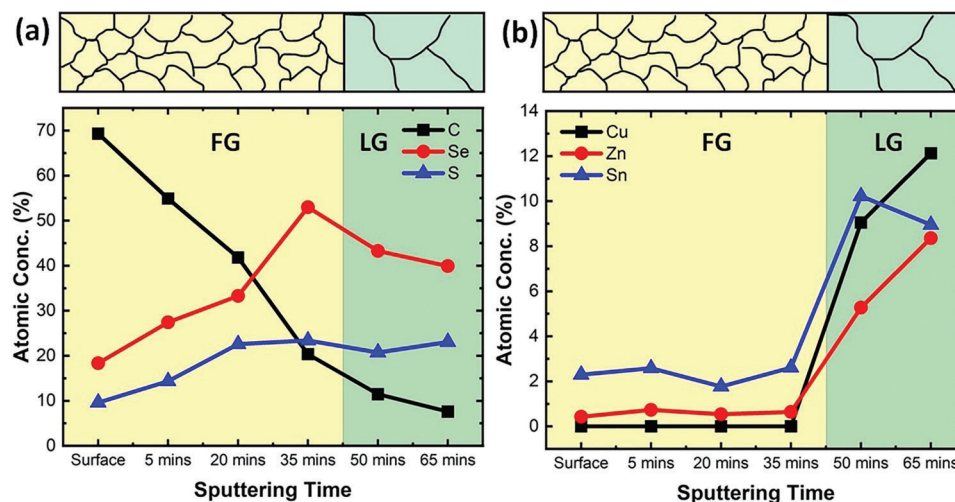 (a)
FG
LG
C
Se
S
Atomic Conc. (%)
70
60
50
40
30
20
10
0
Surface 5 mins 20 mins 35 mins 50 mins 65 mins
Sputtering Time
(b)
FG
LG
Cu
Zn
Sn
Atomic Conc. (%)
14
12
10
8
6
4
2
0
Surface 5 mins 20 mins 35 mins 50 mins 65 mins
Sputtering Time